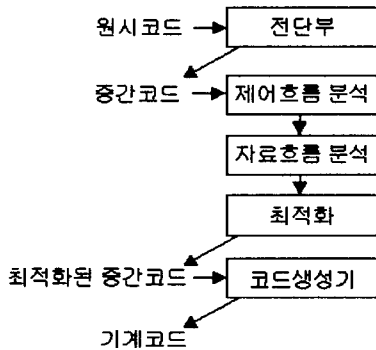 원시코드
전단부
중간코드
제어흐름 분석
자료흐름 분석
최적화
최적화된 중간코드
코드생성기
기계코드